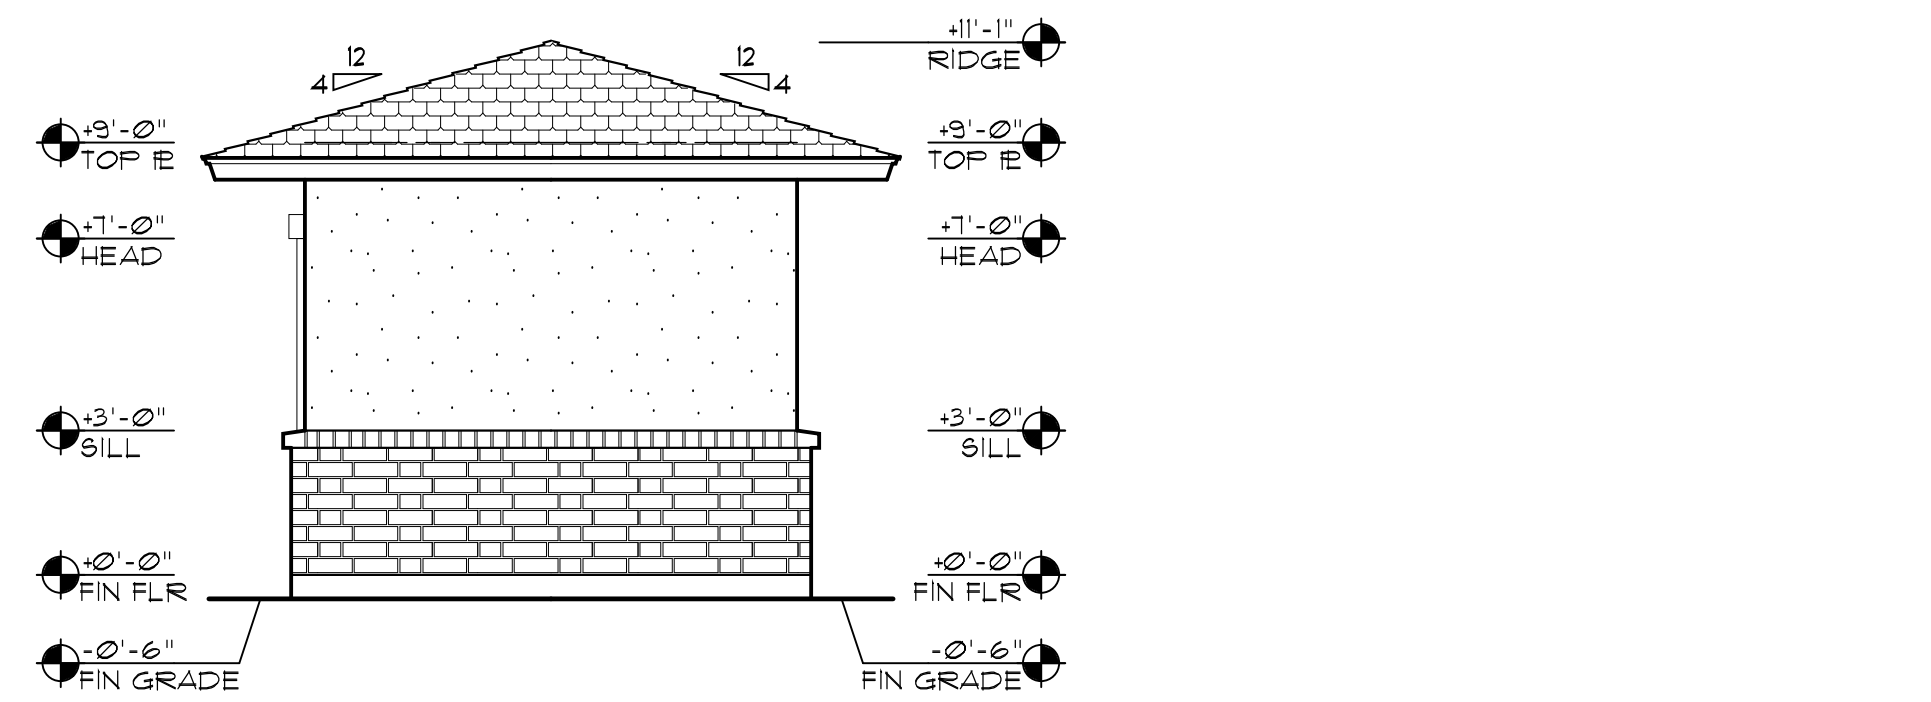 +11'-1"
RIDGE
12
4
12
4
+9'-0"
TOP PL
+9'-0"
TOP PL
+7'-0"
HEAD
+7'-0"
HEAD
+3'-0"
SILL
+3'-0"
SILL
+0'-0"
FIN FLR
+0'-0"
FIN FLR
-0'-6"
FIN GRADE
-0'-6"
FIN GRADE